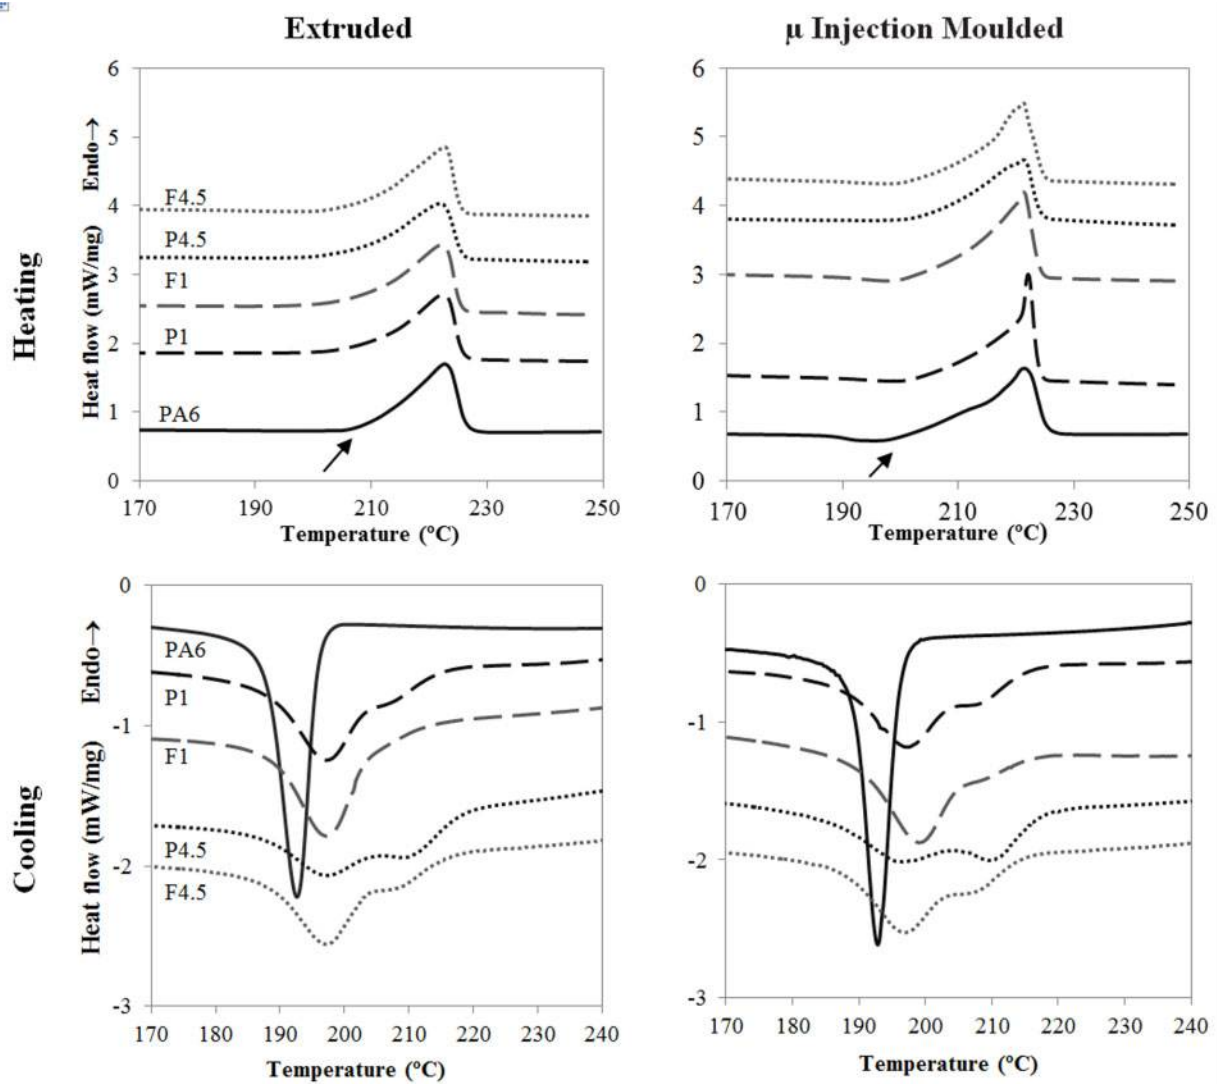 Extruded
μ Injection Moulded
Heating
Heat flow (mW/mg) Endo→
6
5
4
3
2
1
0
F4.5
P4.5
F1
P1
PA6
170 190 210 230 250
Temperature (ºC)
6
5
4
3
2
1
0
170 190 210 230 250
Temperature (ºC)
Cooling
Heat flow (mW/mg) Endo→
0
-1
-2
-3
PA6
P1
F1
P4.5
F4.5
170 180 190 200 210 220 230 240
Temperature (ºC)
0
-1
-2
-3
170 180 190 200 210 220 230 240
Temperature (ºC)